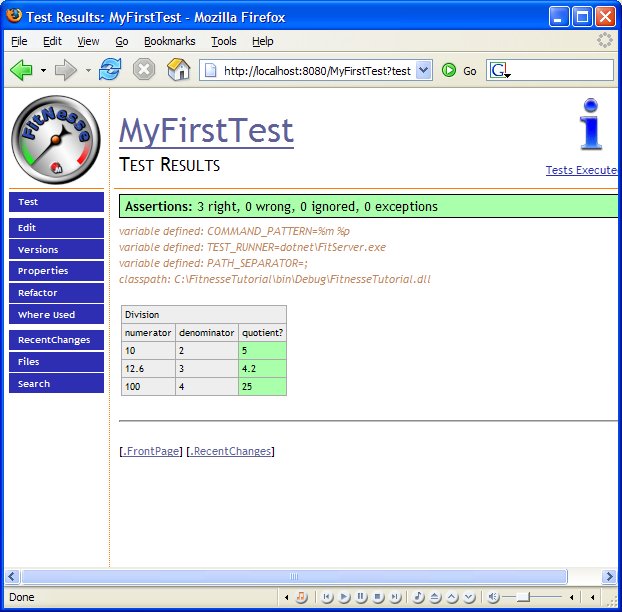 Test Results: MyFirstTest - Mozilla Firefox
File Edit View Go Bookmarks Tools Help
http://localhost:8080/MyFirstTest?test Go G
FitNesse
MyFirstTest
Test Results
Tests Execute
Test
Edit
Versions
Properties
Refactor
Where Used
RecentChanges
Files
Search
Assertions: 3 right, 0 wrong, 0 ignored, 0 exceptions
variable defined: COMMAND_PATTERN=%m %p
variable defined: TEST_RUNNER=dotnet\FitServer.exe
variable defined: PATH_SEPARATOR=;
classpath: C:\FitnesseTutorial\bin\Debug\FitnesseTutorial.dll
Division
numerator denominator quotient?
10 2 5
12.6 3 4.2
100 4 25
[.FrontPage] [.RecentChanges]
Done